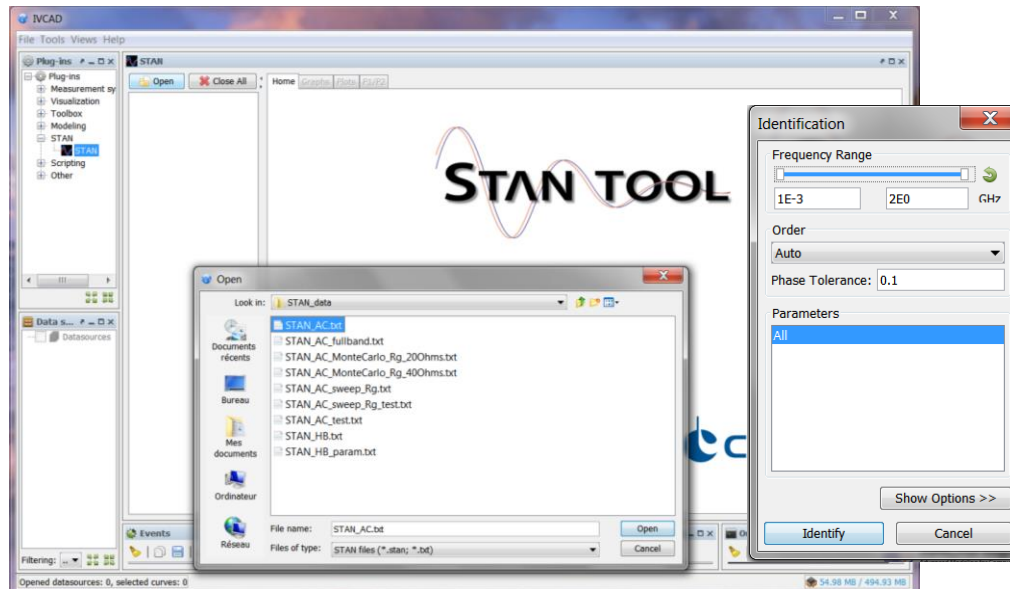 IVCAD
File Tools Views Help
Plug-ins
STAN
Plug-ins
Measurement sy
Visualization
Toolbox
Modeling
STAN
STAN
Scripting
Other
Open
Close All
Home Graphs Plots P1/P2
STAN TOOL
Data s...
Datasources
Filtering: ...
Events
Opened datasources: 0, selected curves: 0
54.98 MB / 494.93 MB
Open
Look in: STAN_data
Documents récents
Bureau
Mes documents
Ordinateur
Réseau
STAN_AC.txt
STAN_AC_fullband.txt
STAN_AC_MonteCarlo_Rg_20Ohms.txt
STAN_AC_MonteCarlo_Rg_40Ohms.txt
STAN_AC_sweep_Rg.txt
STAN_AC_sweep_Rg_test.txt
STAN_AC_test.txt
STAN_HB.txt
STAN_HB_param.txt
File name: STAN_AC.txt
Open
Files of type: STAN files (*.stan; *.txt)
Cancel
Identification
Frequency Range
1E-3 2E0 GHz
Order
Auto
Phase Tolerance: 0.1
Parameters
All
Show Options >>
Identify Cancel